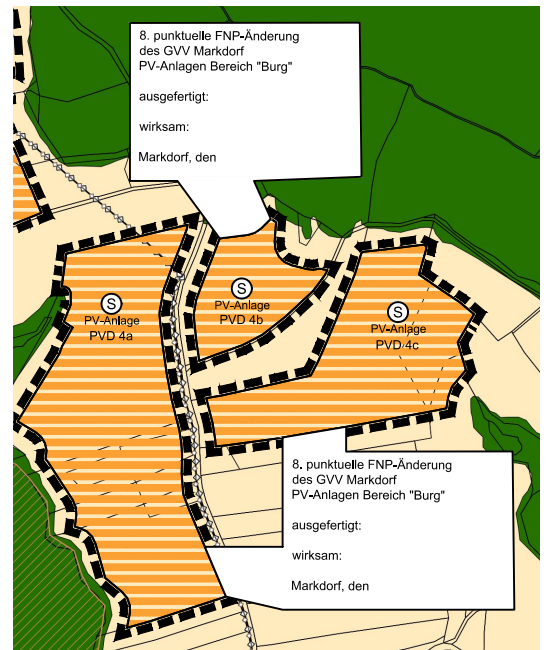 8. punktuelle FNP-Änderung
des GVV Markdorf
PV-Anlagen Bereich "Burg"
ausgefertigt:
wirksam:
Markdorf, den
S
PV-Anlage
PVD 4a
S
PV-Anlage
PVD 4b
S
PV-Anlage
PVD 4c
8. punktuelle FNP-Änderung
des GVV Markdorf
PV-Anlagen Bereich "Burg"
ausgefertigt:
wirksam:
Markdorf, den